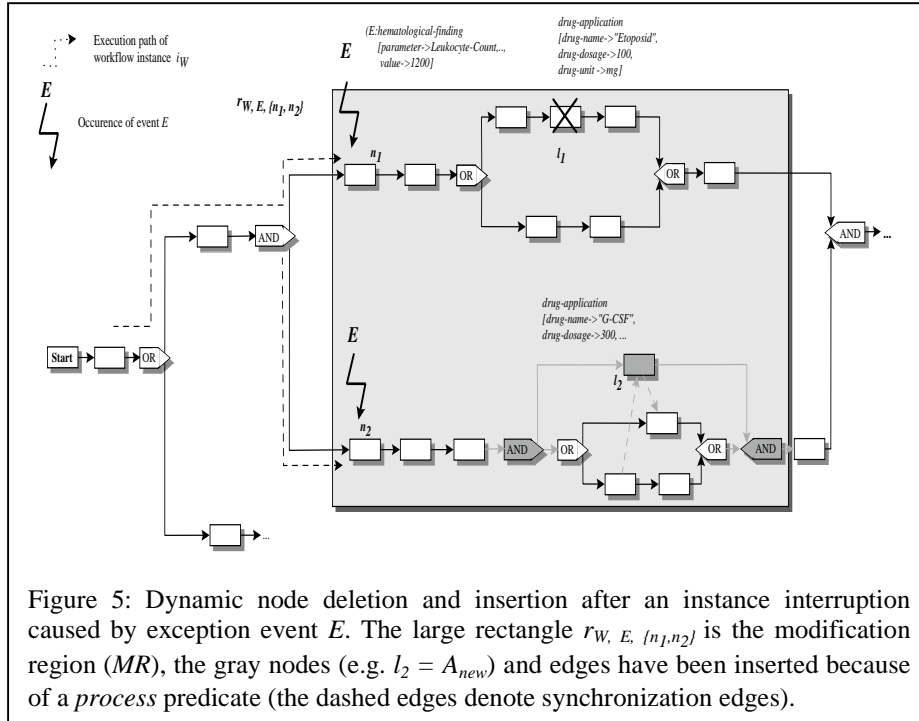 Execution path of
workflow instance iW
E
Occurence of event E
(E:hematological-finding
[parameter->Leukocyte-Count,..,
value->1200]
E
drug-application
[drug-name->"Etoposid",
drug-dosage->100,
drug-unit ->mg]
rW, E, {n1, n2}
n1
OR
l1
OR
AND
AND
...
drug-application
[drug-name->"G-CSF",
drug-dosage->300, ...
E
Start
OR
l2
n2
AND
OR
OR
AND
...
Figure 5: Dynamic node deletion and insertion after an instance interruption
caused by exception event E. The large rectangle rW, E, {n1,n2} is the modification
region (MR), the gray nodes (e.g. l2 = Anew) and edges have been inserted because
of a process predicate (the dashed edges denote synchronization edges).